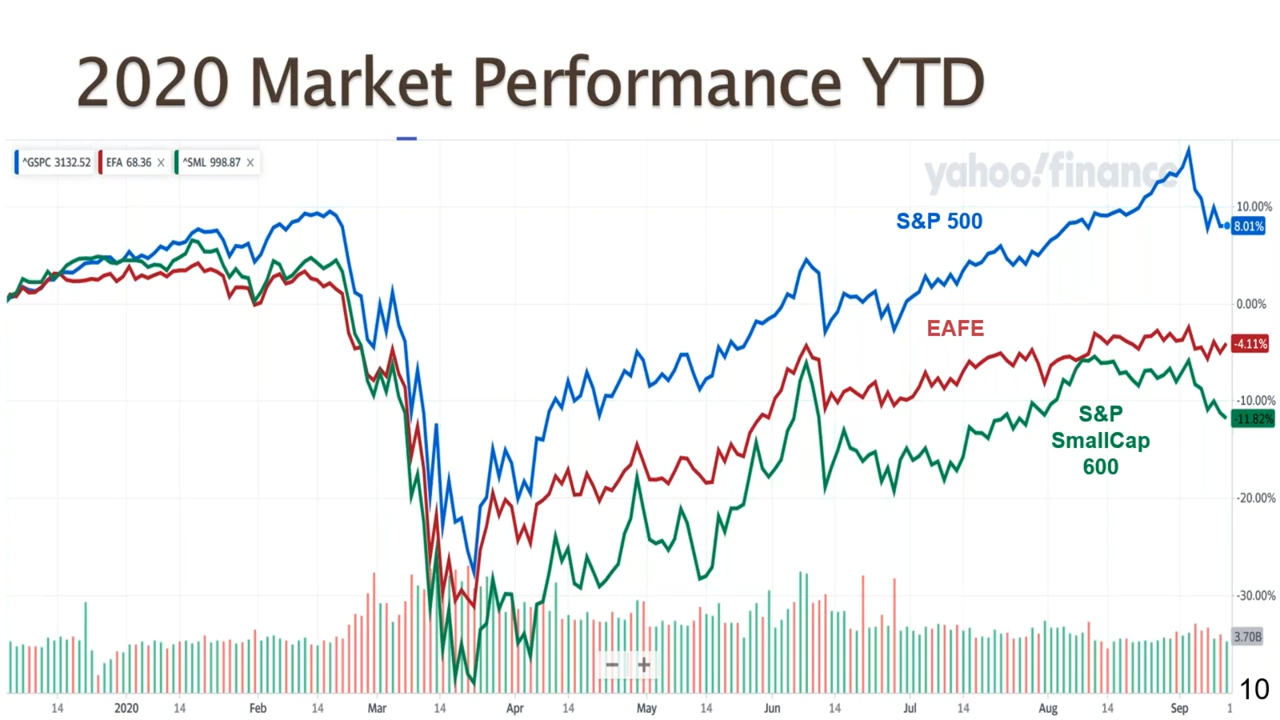 2020 Market Performance YTD
^GSPC 3132.52
EFA 68.36 ×
^SML 998.87 ×
yahoo!finance
S&P 500
EAFE
S&P
SmallCap
600
10.00%
8.01%
0.00%
-4.11%
-10.00%
-11.82%
-20.00%
-30.00%
3.70B
− +
14 2020 14 Feb 14 Mar Apr 14 May 14 Jun Jul 14 Aug 14 Sep 1
10